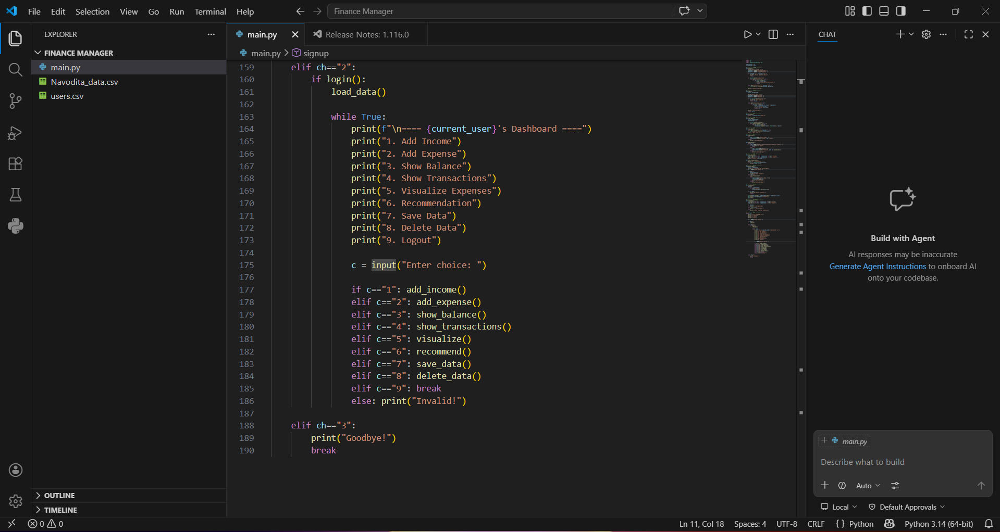 File Edit Selection View Go Run Terminal Help
Finance Manager
EXPLORER
FINANCE MANAGER
main.py
Navodita_data.csv
users.csv
OUTLINE
TIMELINE
main.py
Release Notes: 1.116.0
main.py > signup
159 elif ch=="2":
160 if login():
161 load_data()
162
163 while True:
164 print(f"\n==== {current_user}'s Dashboard ====")
165 print("1. Add Income")
166 print("2. Add Expense")
167 print("3. Show Balance")
168 print("4. Show Transactions")
169 print("5. Visualize Expenses")
170 print("6. Recommendation")
171 print("7. Save Data")
172 print("8. Delete Data")
173 print("9. Logout")
174
175 c = input("Enter choice: ")
176
177 if c=="1": add_income()
178 elif c=="2": add_expense()
179 elif c=="3": show_balance()
180 elif c=="4": show_transactions()
181 elif c=="5": visualize()
182 elif c=="6": recommend()
183 elif c=="7": save_data()
184 elif c=="8": delete_data()
185 elif c=="9": break
186 else: print("Invalid!")
187
188 elif ch=="3":
189 print("Goodbye!")
190 break
CHAT
Build with Agent
AI responses may be inaccurate
Generate Agent Instructions to onboard AI
onto your codebase.
main.py
Describe what to build
Auto
Local Default Approvals
0 0
Ln 11, Col 18 Spaces: 4 UTF-8 CRLF {} Python Python 3.14 (64-bit)